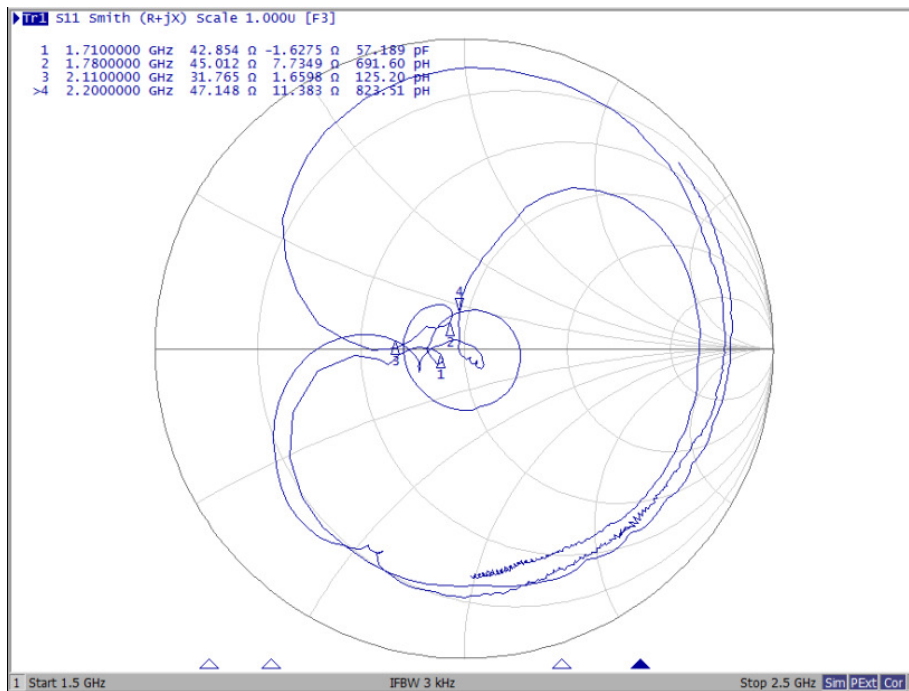 Tr1 S11 Smith (R+jX) Scale 1.000U [F3]
1 1.7100000 GHz 42.854 Ω -1.6275 Ω 57.189 pF
2 1.7800000 GHz 45.012 Ω 7.7349 Ω 691.60 pH
3 2.1100000 GHz 31.765 Ω 1.6598 Ω 125.20 pH
>4 2.2000000 GHz 47.148 Ω 11.383 Ω 823.51 pH
4
2
3
1
1 Start 1.5 GHz IFBW 3 kHz Stop 2.5 GHz Sim PExt Cor